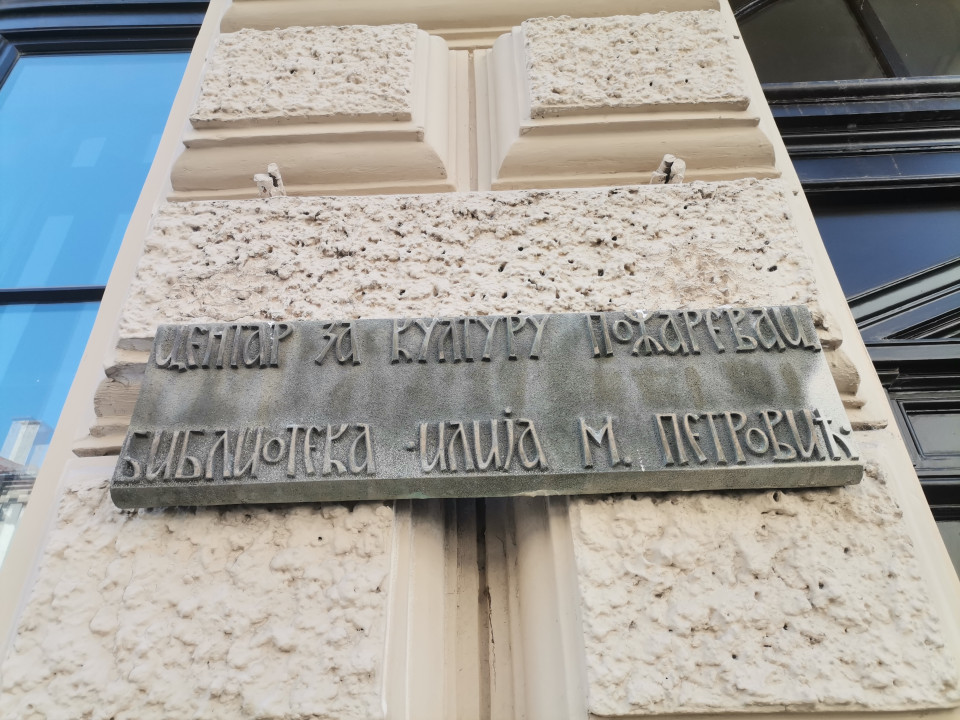 ЦЕНТАР ЗА КУЛТУРУ ПОЖАРЕВАЦ
БИБЛИОТЕКА ·ИЛИЈА М. ПЕТРОВИЋ·